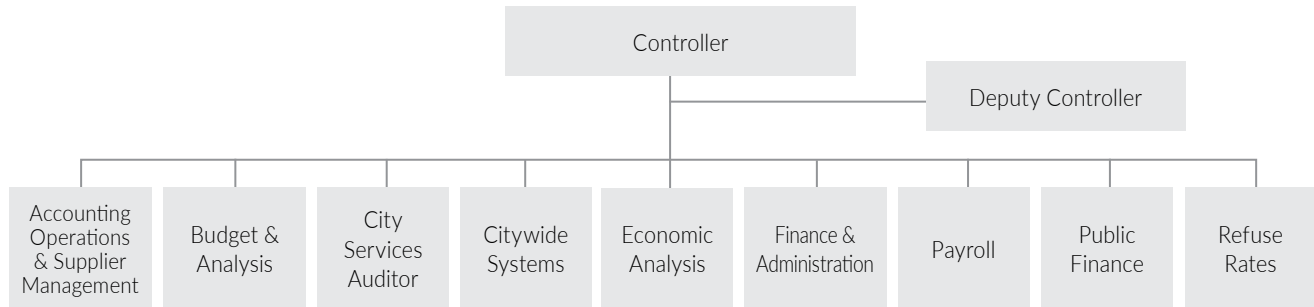 Controller
Deputy Controller
Accounting
Operations
& Supplier
Management
Budget &
Analysis
City
Services
Auditor
Citywide
Systems
Economic
Analysis
Finance &
Administration
Payroll
Public
Finance
Refuse
Rates